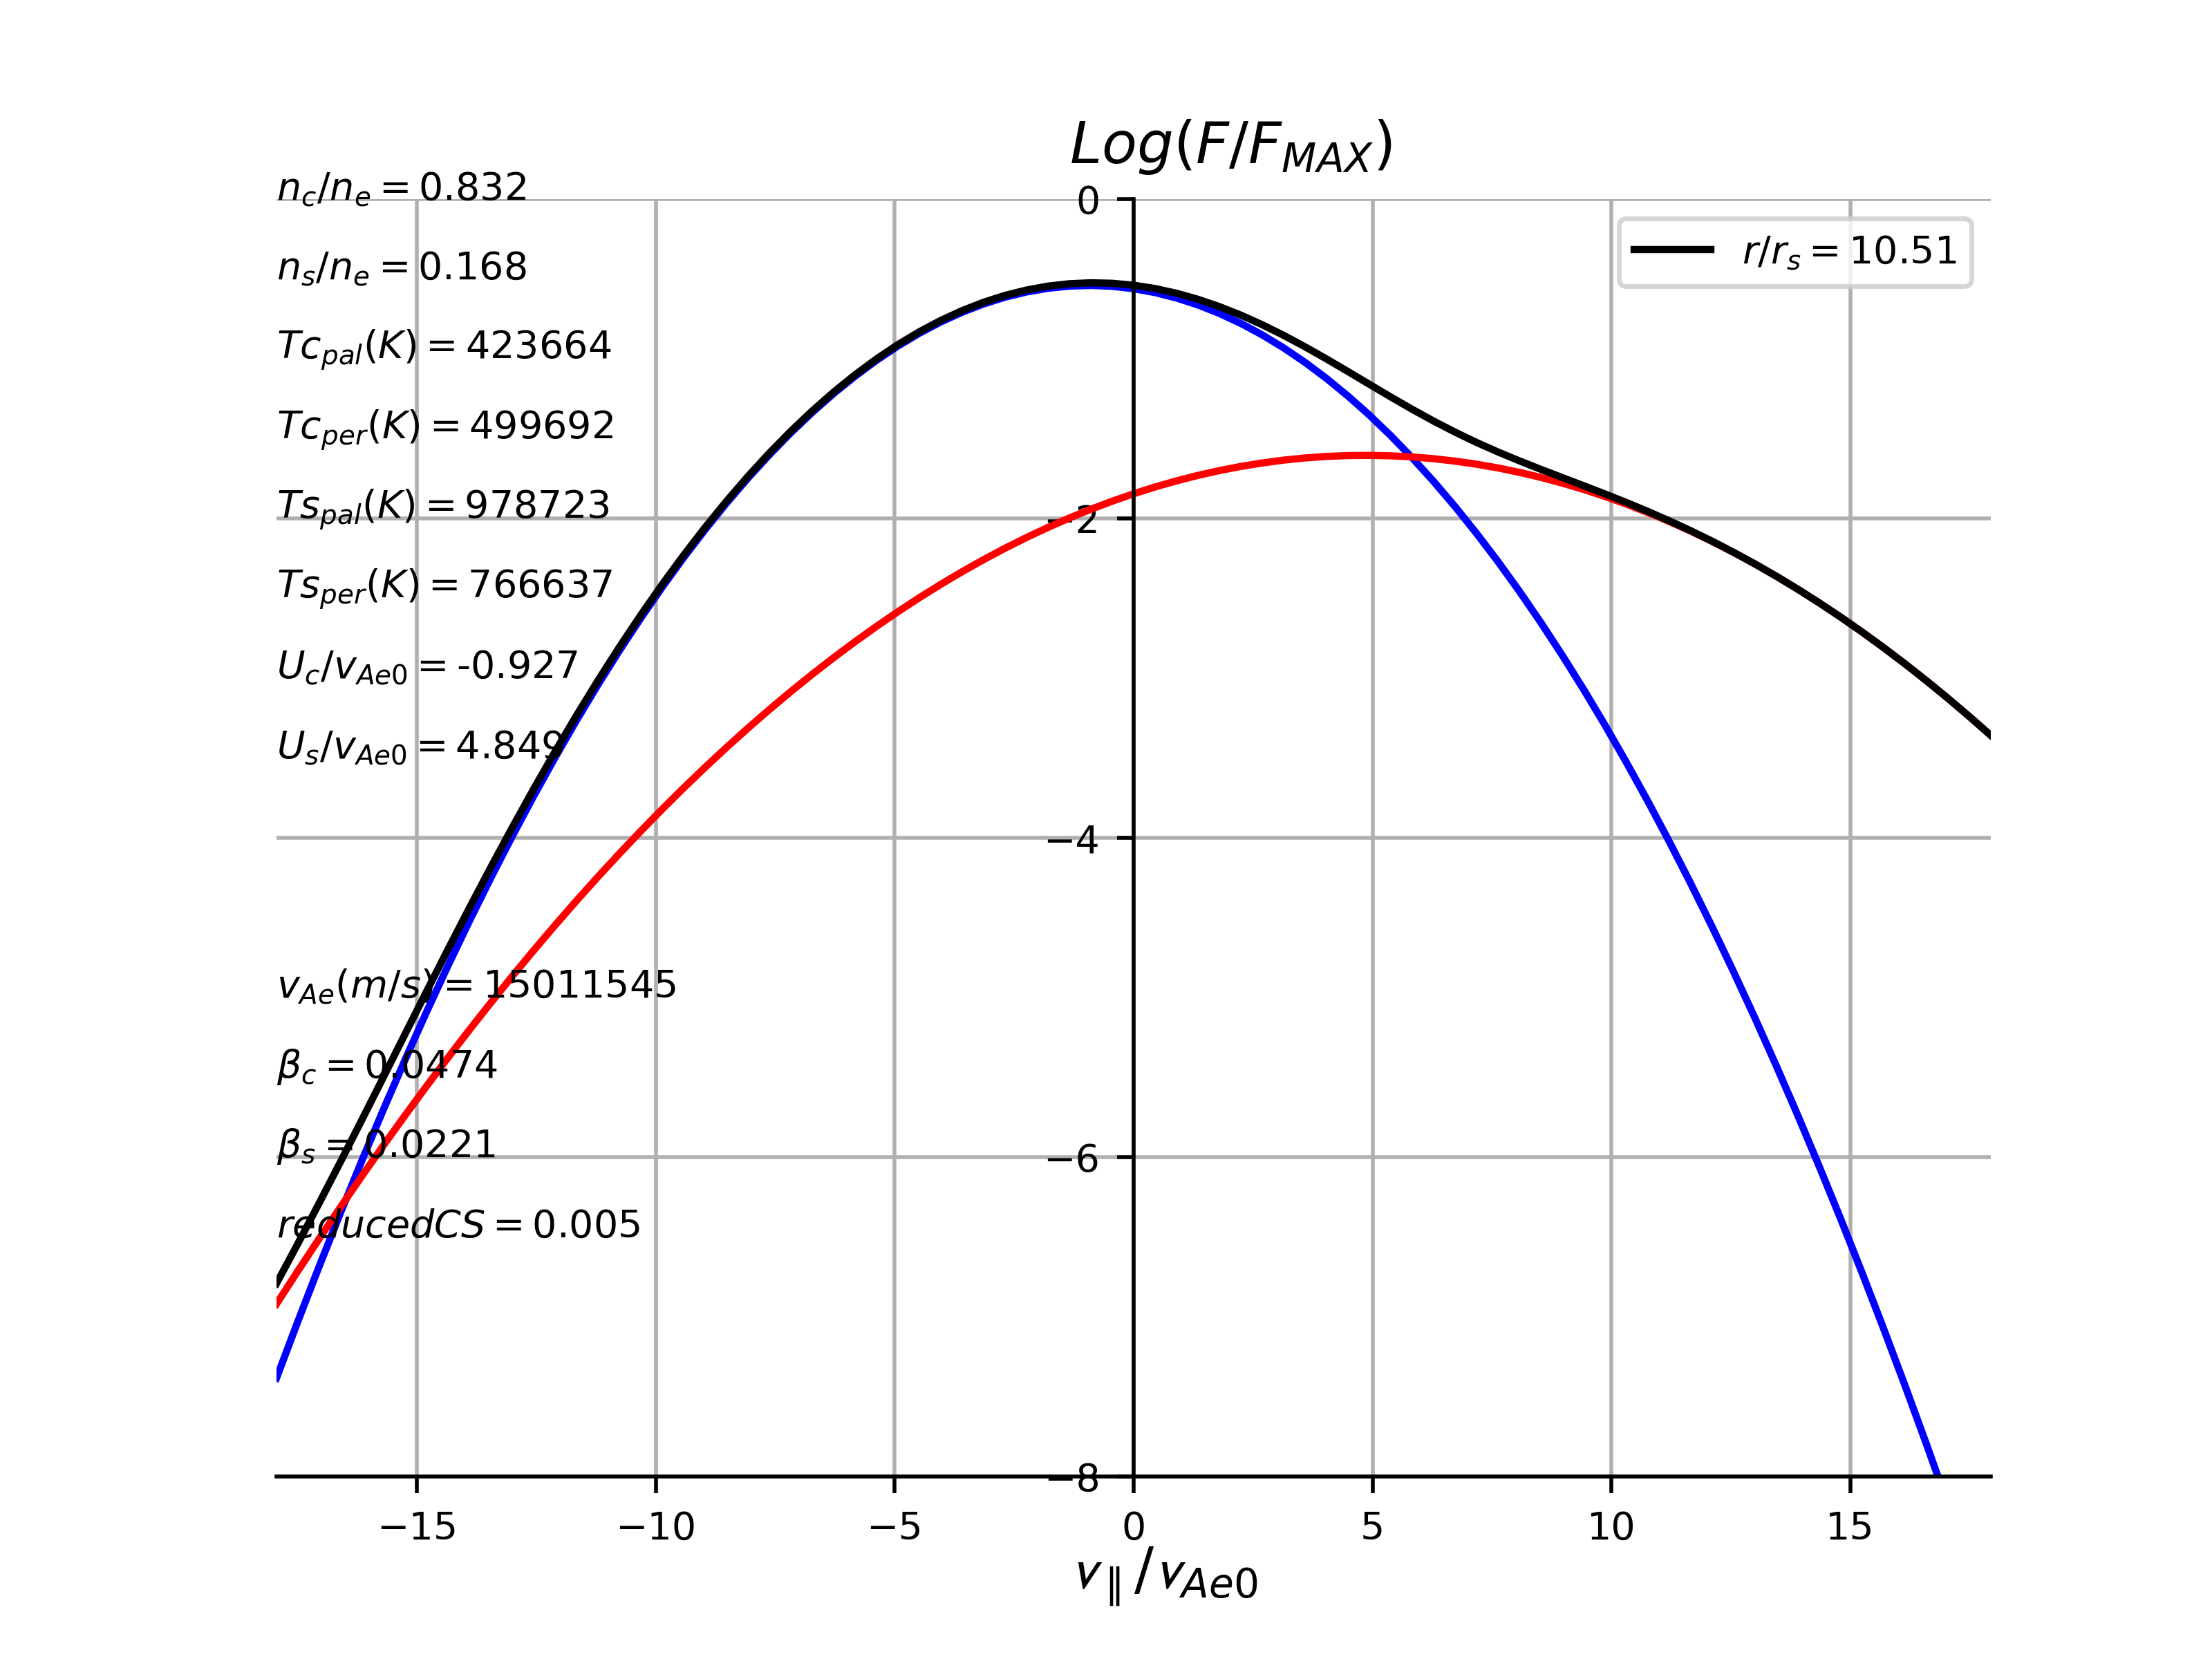 Log(F/F_MAX)
n_c/n_e = 0.832
0
r/r_s = 10.51
n_s/n_e = 0.168
Tc_pal(K) = 423664
Tc_per(K) = 499692
Ts_pal(K) = 978723
−2
Ts_per(K) = 766637
U_c/v_Ae0 = -0.927
U_s/v_Ae0 = 4.849
−4
v_Ae(m/s) = 15011545
β_c = 0.0474
β_s = 0.0221
−6
reducedCS = 0.005
−8
−15 −10 −5 0 5 10 15
v_∥/v_Ae0